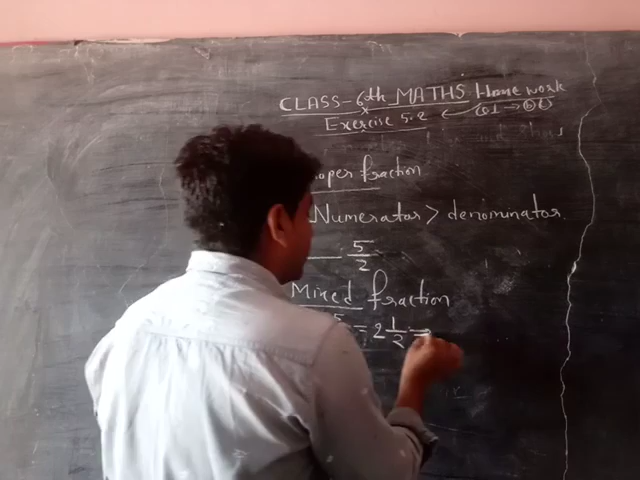 CLASS-6th MATHS Home work
Exercise 5.2 Q1 →
oper fraction
Numerator > denominator.
5/2
Mixed fraction
5 = 2 1/2 →